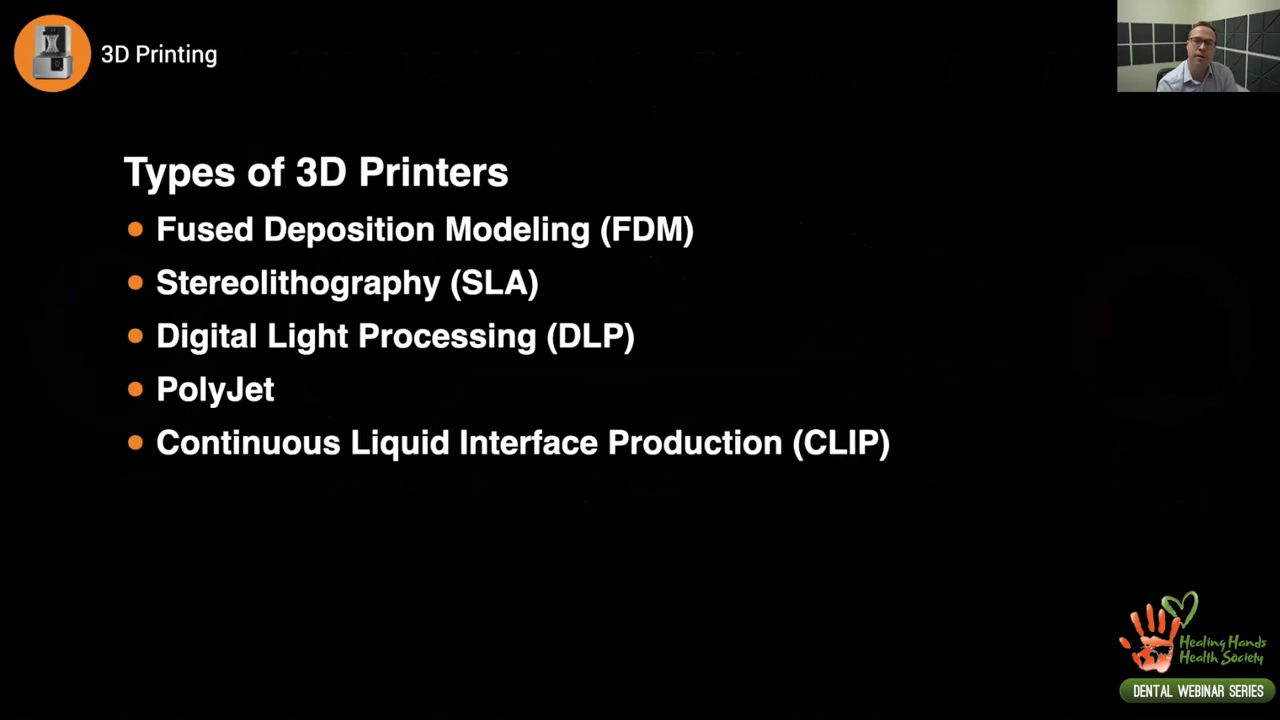 3D Printing
Types of 3D Printers
Fused Deposition Modeling (FDM)
Stereolithography (SLA)
Digital Light Processing (DLP)
PolyJet
Continuous Liquid Interface Production (CLIP)
Healing Hands
Health Society
DENTAL WEBINAR SERIES